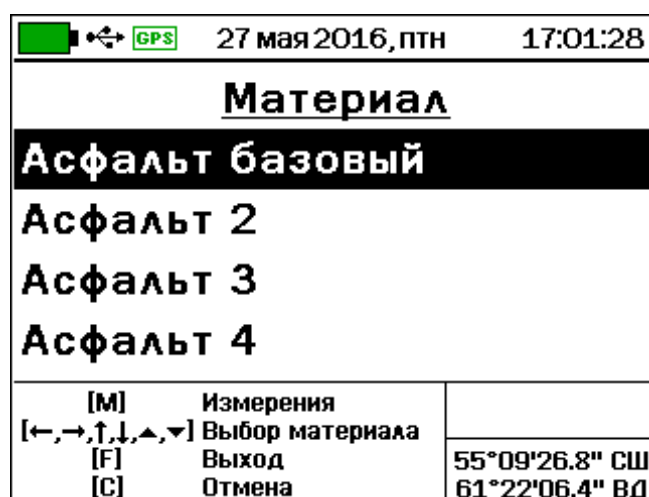 GPS 27 мая 2016, птн 17:01:28
Материал
Асфальт базовый
Асфальт 2
Асфальт 3
Асфальт 4
[M] Измерения
[←,→,↑,↓,▲,▼] Выбор материала
[F] Выход
[C] Отмена
55°09'26.8" СШ
61°22'06.4" ВД